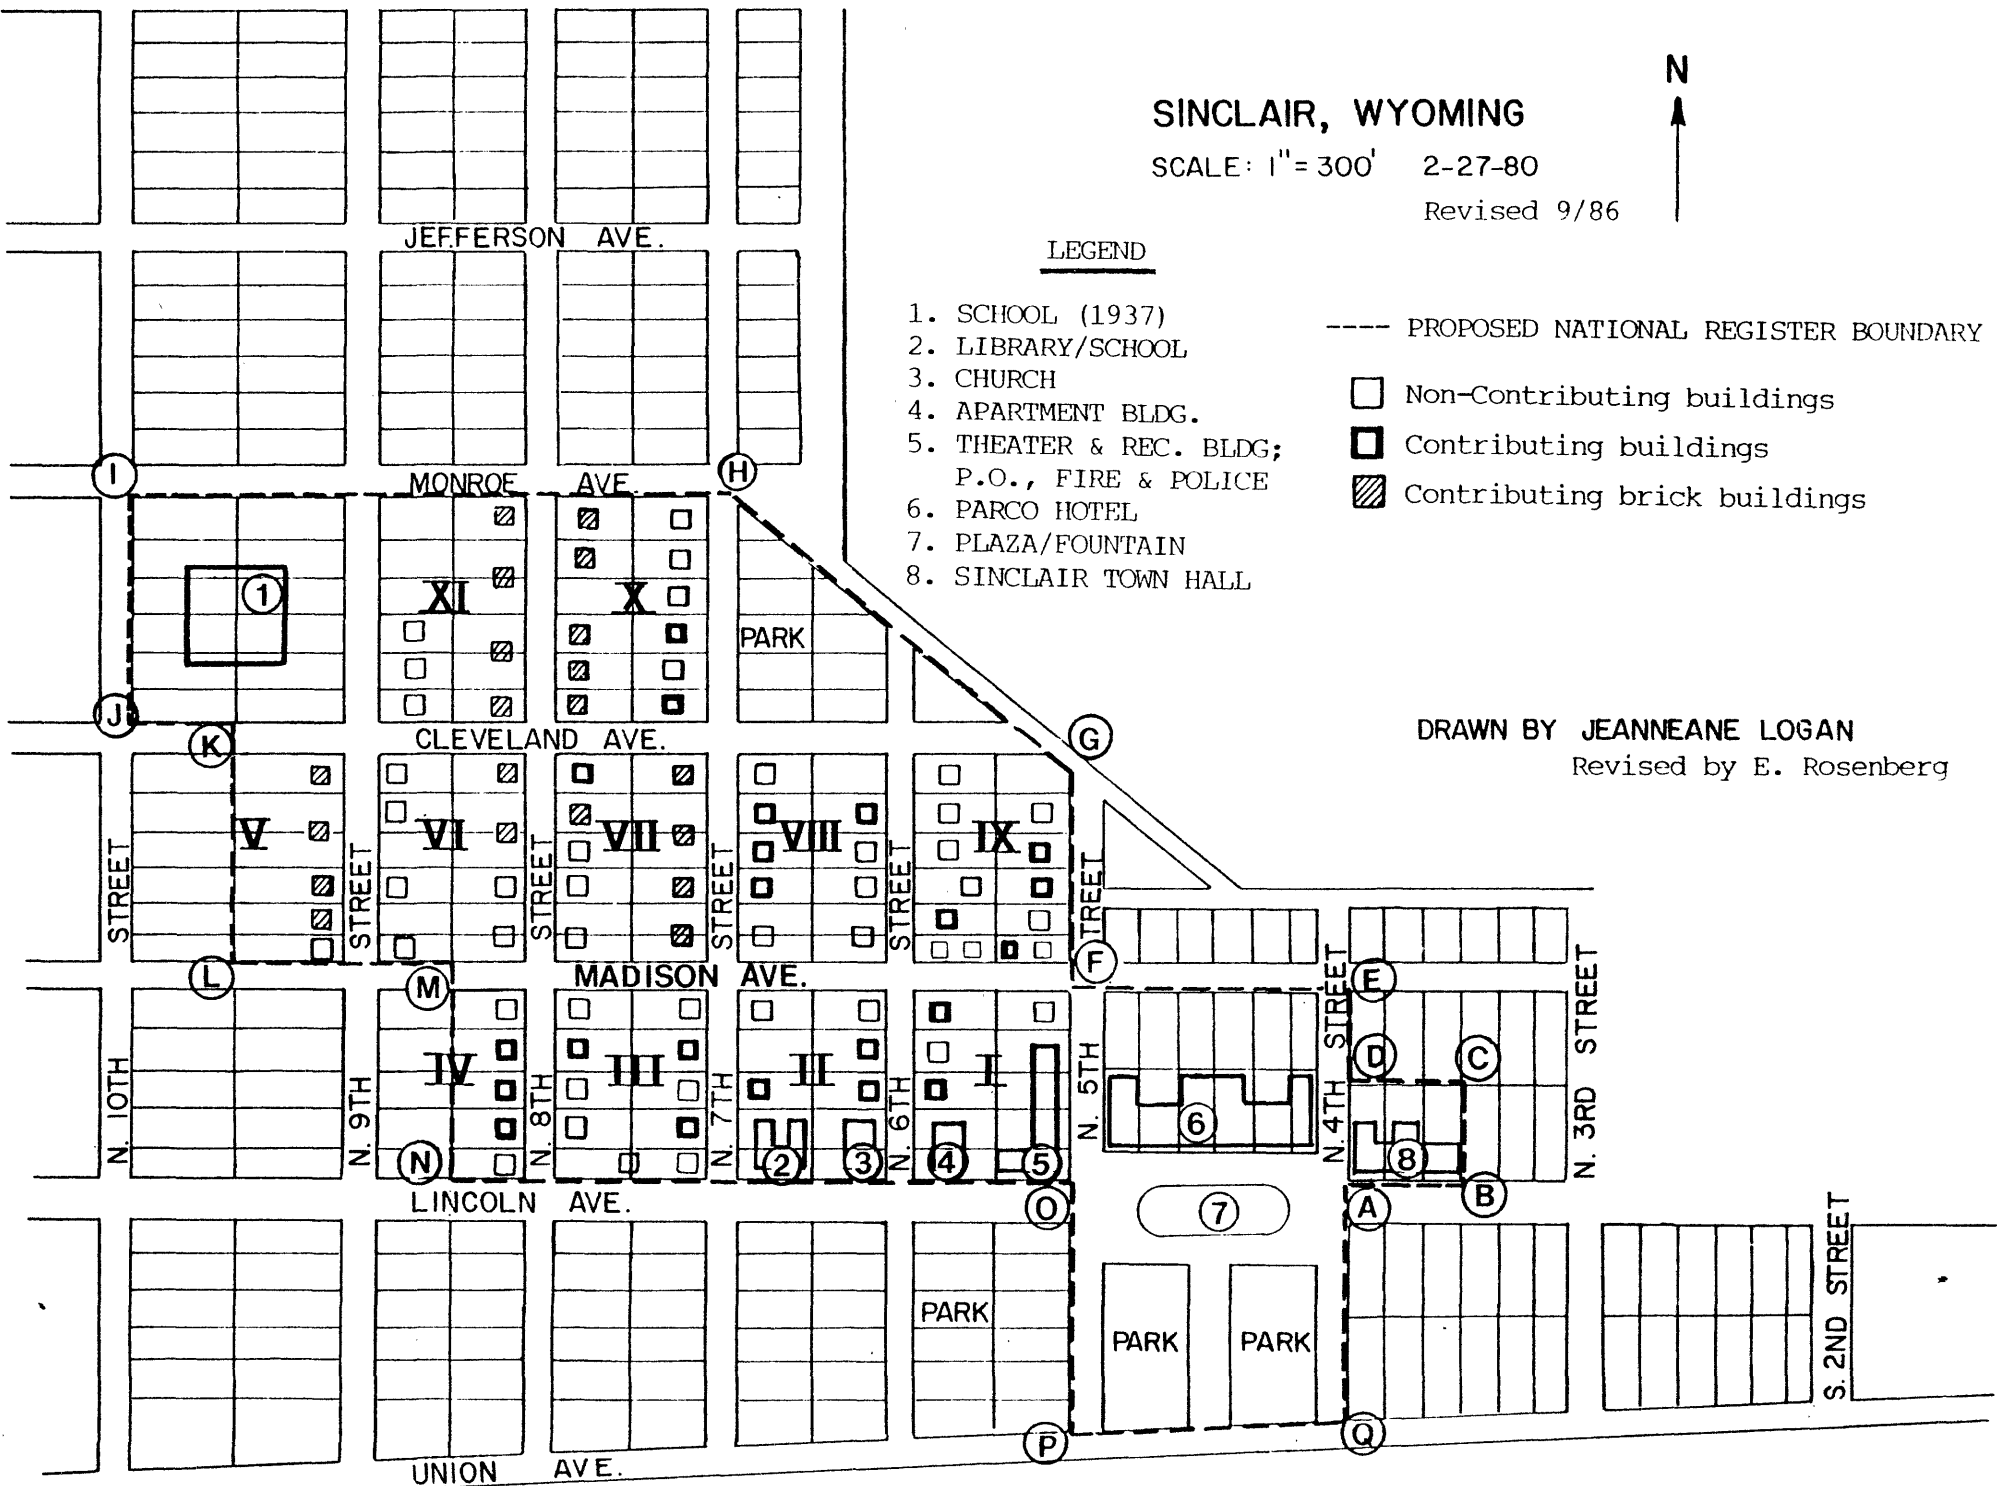 N
SINCLAIR, WYOMING
SCALE: 1"=300' 2-27-80
Revised 9/86
JEFFERSON AVE.
LEGEND
1. SCHOOL (1937)
2. LIBRARY/SCHOOL
3. CHURCH
4. APARTMENT BLDG.
5. THEATER & REC. BLDG;
P.O., FIRE & POLICE
6. PARCO HOTEL
7. PLAZA/FOUNTAIN
8. SINCLAIR TOWN HALL
---- PROPOSED NATIONAL REGISTER BOUNDARY
Non-Contributing buildings
Contributing buildings
Contributing brick buildings
I
H
MONROE AVE.
1
XI
X
PARK
J
K
CLEVELAND AVE.
G
DRAWN BY JEANNEANE LOGAN
Revised by E. Rosenberg
V
VI
VII
VIII
IX
STREET
STREET
STREET
STREET
STREET
STREET
STREET
STREET
L
M
MADISON AVE.
F
E
IV
III
II
I
D
C
N. 10TH
N. 9TH
N. 8TH
N. 7TH
N. 6TH
N. 5TH
N. 4TH
N. 3RD
6
N
2
3
4
5
8
LINCOLN AVE.
O
7
A
B
S. 2ND STREET
PARK
PARK
PARK
P
Q
UNION AVE.